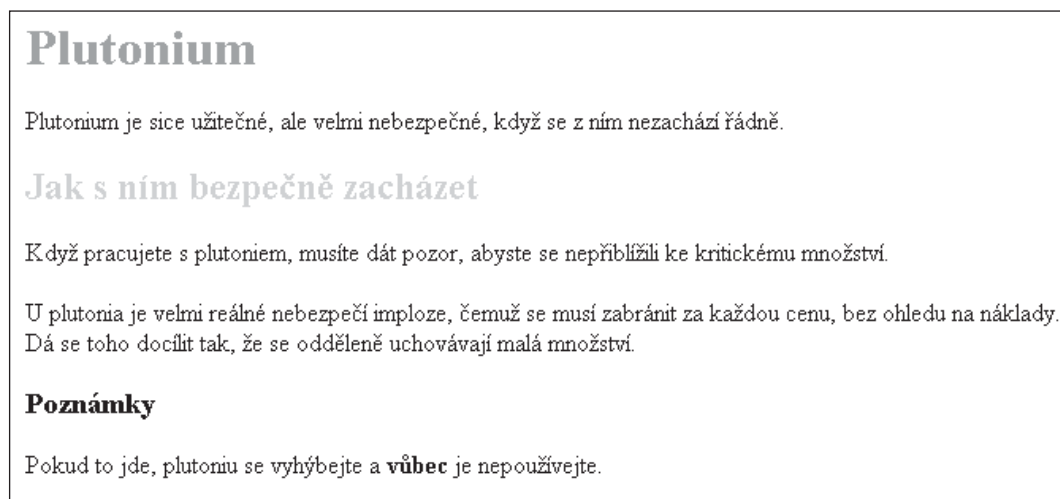 Plutonium
Plutonium je sice užitečné, ale velmi nebezpečné, když se z ním nezachází řádně.
Jak s ním bezpečně zacházet
Když pracujete s plutoniem, musíte dát pozor, abyste se nepřiblížili ke kritickému množství.
U plutonia je velmi reálné nebezpečí imploze, čemuž se musí zabránit za každou cenu, bez ohledu na náklady.
Dá se toho docílit tak, že se odděleně uchovávají malá množství.
Poznámky
Pokud to jde, plutoniu se vyhýbejte a vůbec je nepoužívejte.